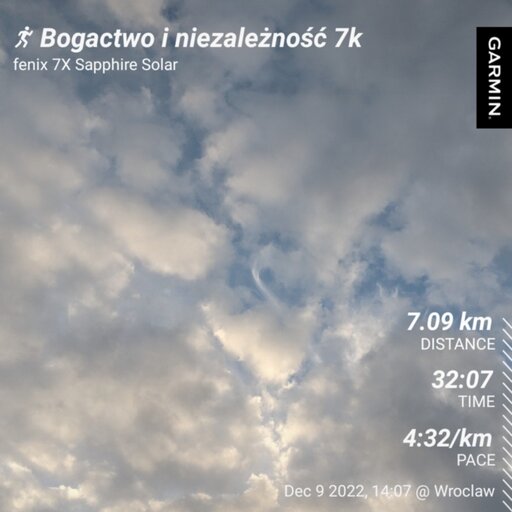 Bogactwo i niezależność 7k
fenix 7X Sapphire Solar
GARMIN
7.09 km
DISTANCE
32:07
TIME
4:32/km
PACE
Dec 9 2022, 14:07 @ Wroclaw